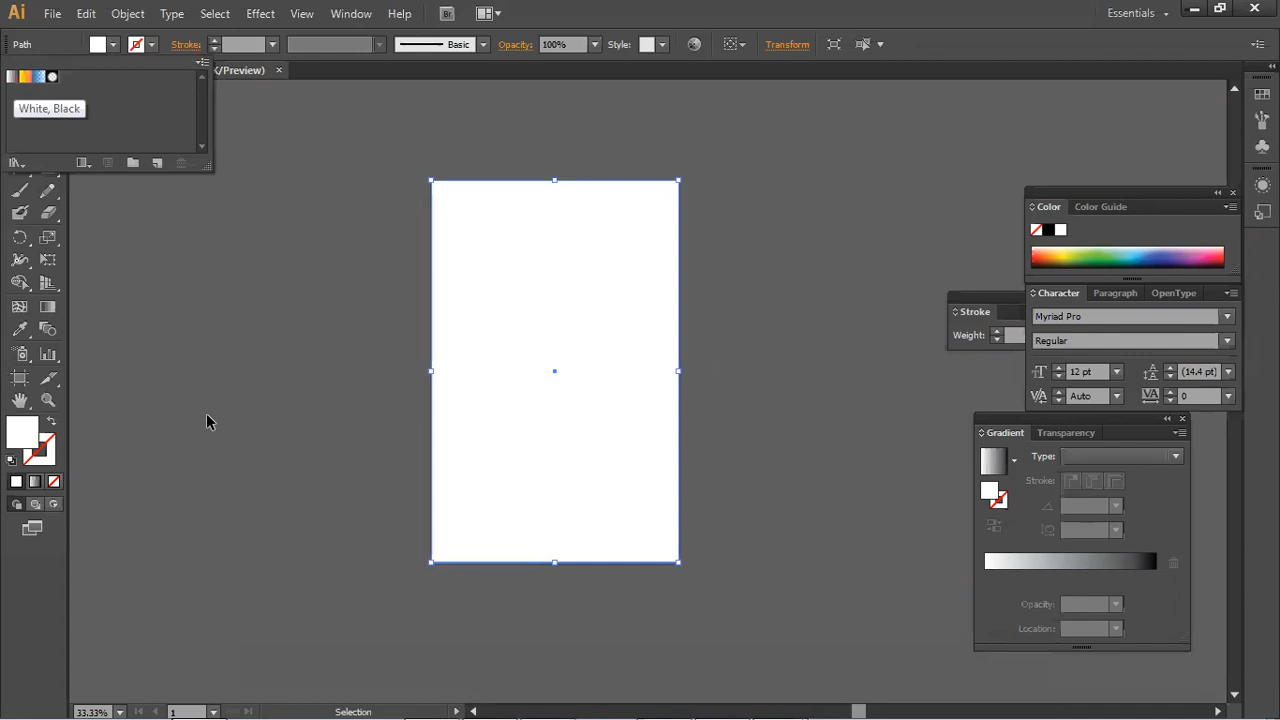 Ai File Edit Object Type Select Effect View Window Help Br Essentials
Path Stroke: Basic Opacity: 100% Style: Transform
K/Preview) ×
White, Black
Color Color Guide
Character Paragraph OpenType
Myriad Pro
Regular
12 pt (14.4 pt)
Auto 0
Stroke
Weight:
Gradient Transparency
Type:
Stroke:
Opacity:
Location:
33.33% 1 Selection